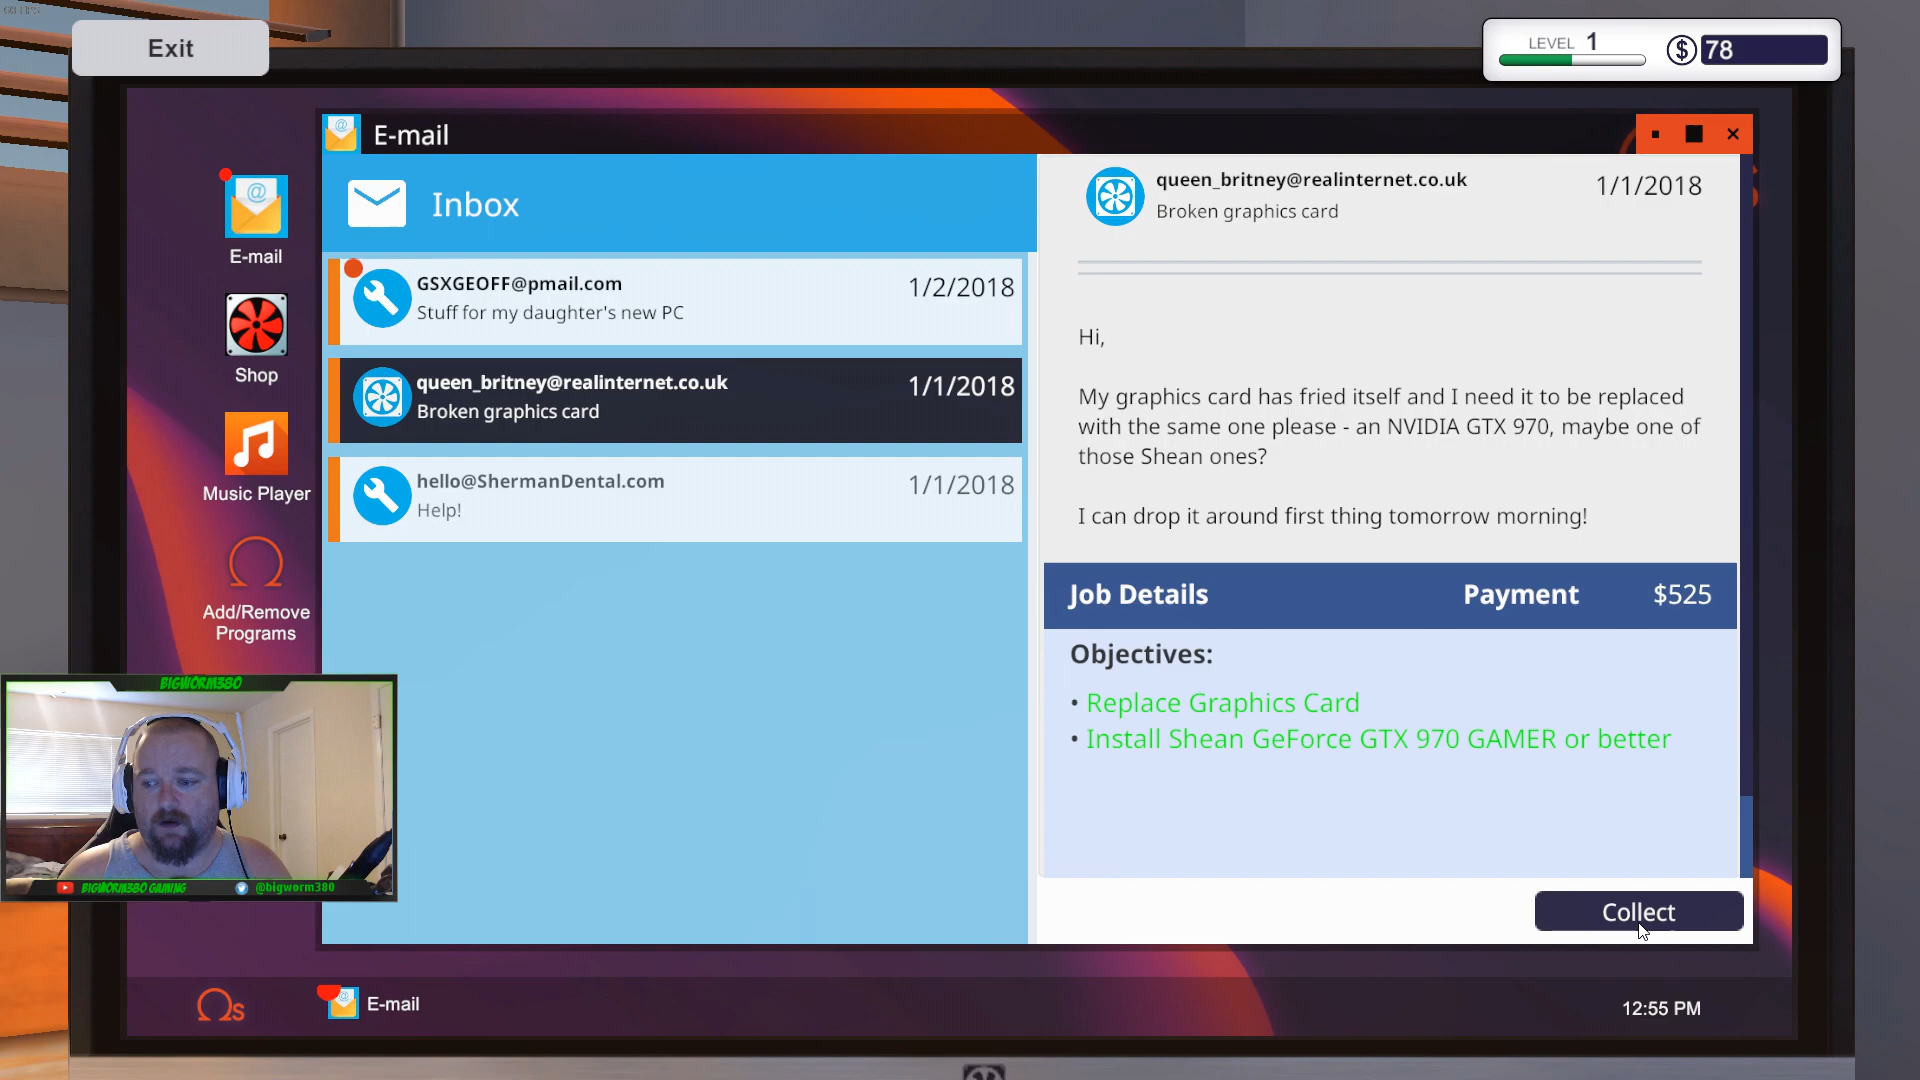 Exit
LEVEL 1
$ 78
E-mail
E-mail
Shop
Music Player
Add/Remove
Programs
Inbox
GSXGEOFF@pmail.com
1/2/2018
Stuff for my daughter's new PC
queen_britney@realinternet.co.uk
1/1/2018
Broken graphics card
hello@ShermanDental.com
1/1/2018
Help!
queen_britney@realinternet.co.uk
1/1/2018
Broken graphics card
Hi,
My graphics card has fried itself and I need it to be replaced
with the same one please - an NVIDIA GTX 970, maybe one of
those Shean ones?
I can drop it around first thing tomorrow morning!
Job Details Payment $525
Objectives:
• Replace Graphics Card
• Install Shean GeForce GTX 970 GAMER or better
Collect
BIGWORM380
BIGWORM380 GAMING
@bigworm380
Ωs
E-mail
12:55 PM